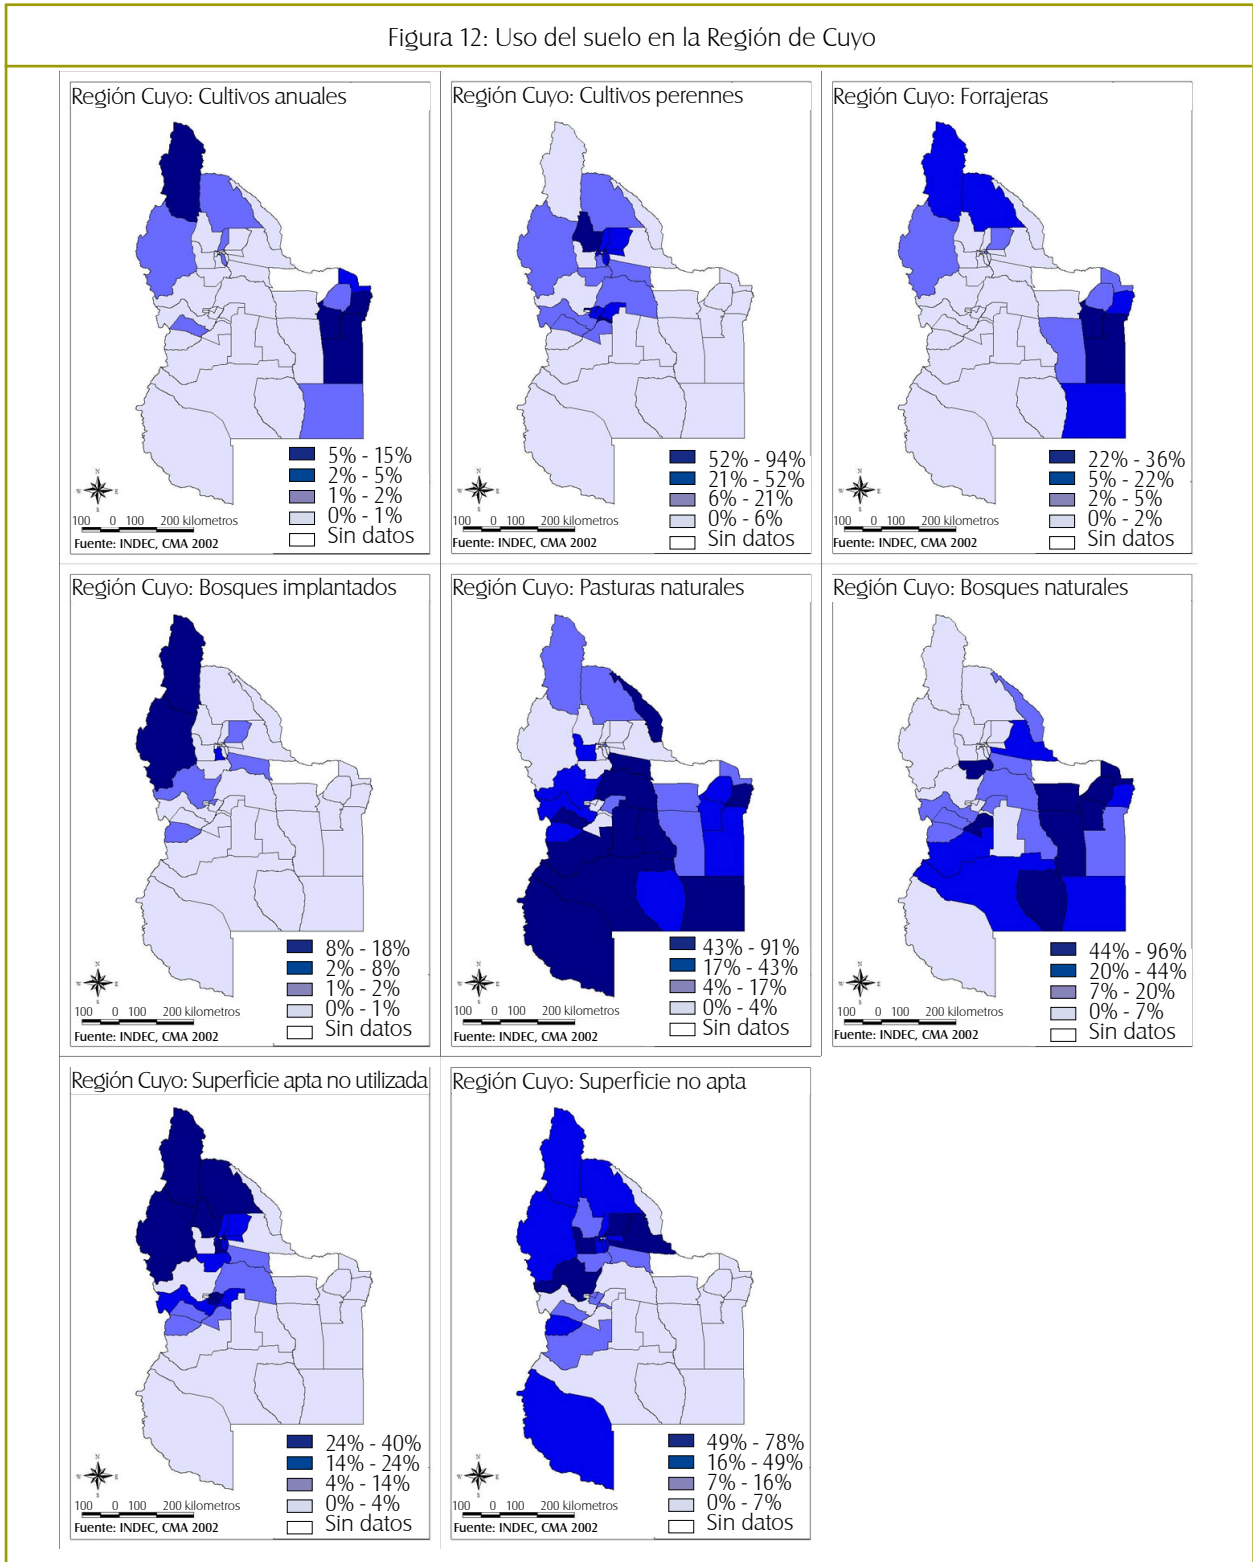 Figura 12: Uso del suelo en la Región de Cuyo
Región Cuyo: Cultivos anuales
5% - 15%
2% - 5%
1% - 2%
0% - 1%
Sin datos
N
W E
S
100 0 100 200 kilometros
Fuente: INDEC, CMA 2002
Región Cuyo: Cultivos perennes
52% - 94%
21% - 52%
6% - 21%
0% - 6%
Sin datos
N
W E
S
100 0 100 200 kilometros
Fuente: INDEC, CMA 2002
Región Cuyo: Forrajeras
22% - 36%
5% - 22%
2% - 5%
0% - 2%
Sin datos
N
W E
S
100 0 100 200 kilometros
Fuente: INDEC, CMA 2002
Región Cuyo: Bosques implantados
8% - 18%
2% - 8%
1% - 2%
0% - 1%
Sin datos
N
W E
S
100 0 100 200 kilometros
Fuente: INDEC, CMA 2002
Región Cuyo: Pasturas naturales
43% - 91%
17% - 43%
4% - 17%
0% - 4%
Sin datos
N
W E
S
100 0 100 200 kilometros
Fuente: INDEC, CMA 2002
Región Cuyo: Bosques naturales
44% - 96%
20% - 44%
7% - 20%
0% - 7%
Sin datos
N
W E
S
100 0 100 200 kilometros
Fuente: INDEC, CMA 2002
Región Cuyo: Superficie apta no utilizada
24% - 40%
14% - 24%
4% - 14%
0% - 4%
Sin datos
N
W E
S
100 0 100 200 kilometros
Fuente: INDEC, CMA 2002
Región Cuyo: Superficie no apta
49% - 78%
16% - 49%
7% - 16%
0% - 7%
Sin datos
N
W E
S
100 0 100 200 kilometros
Fuente: INDEC, CMA 2002